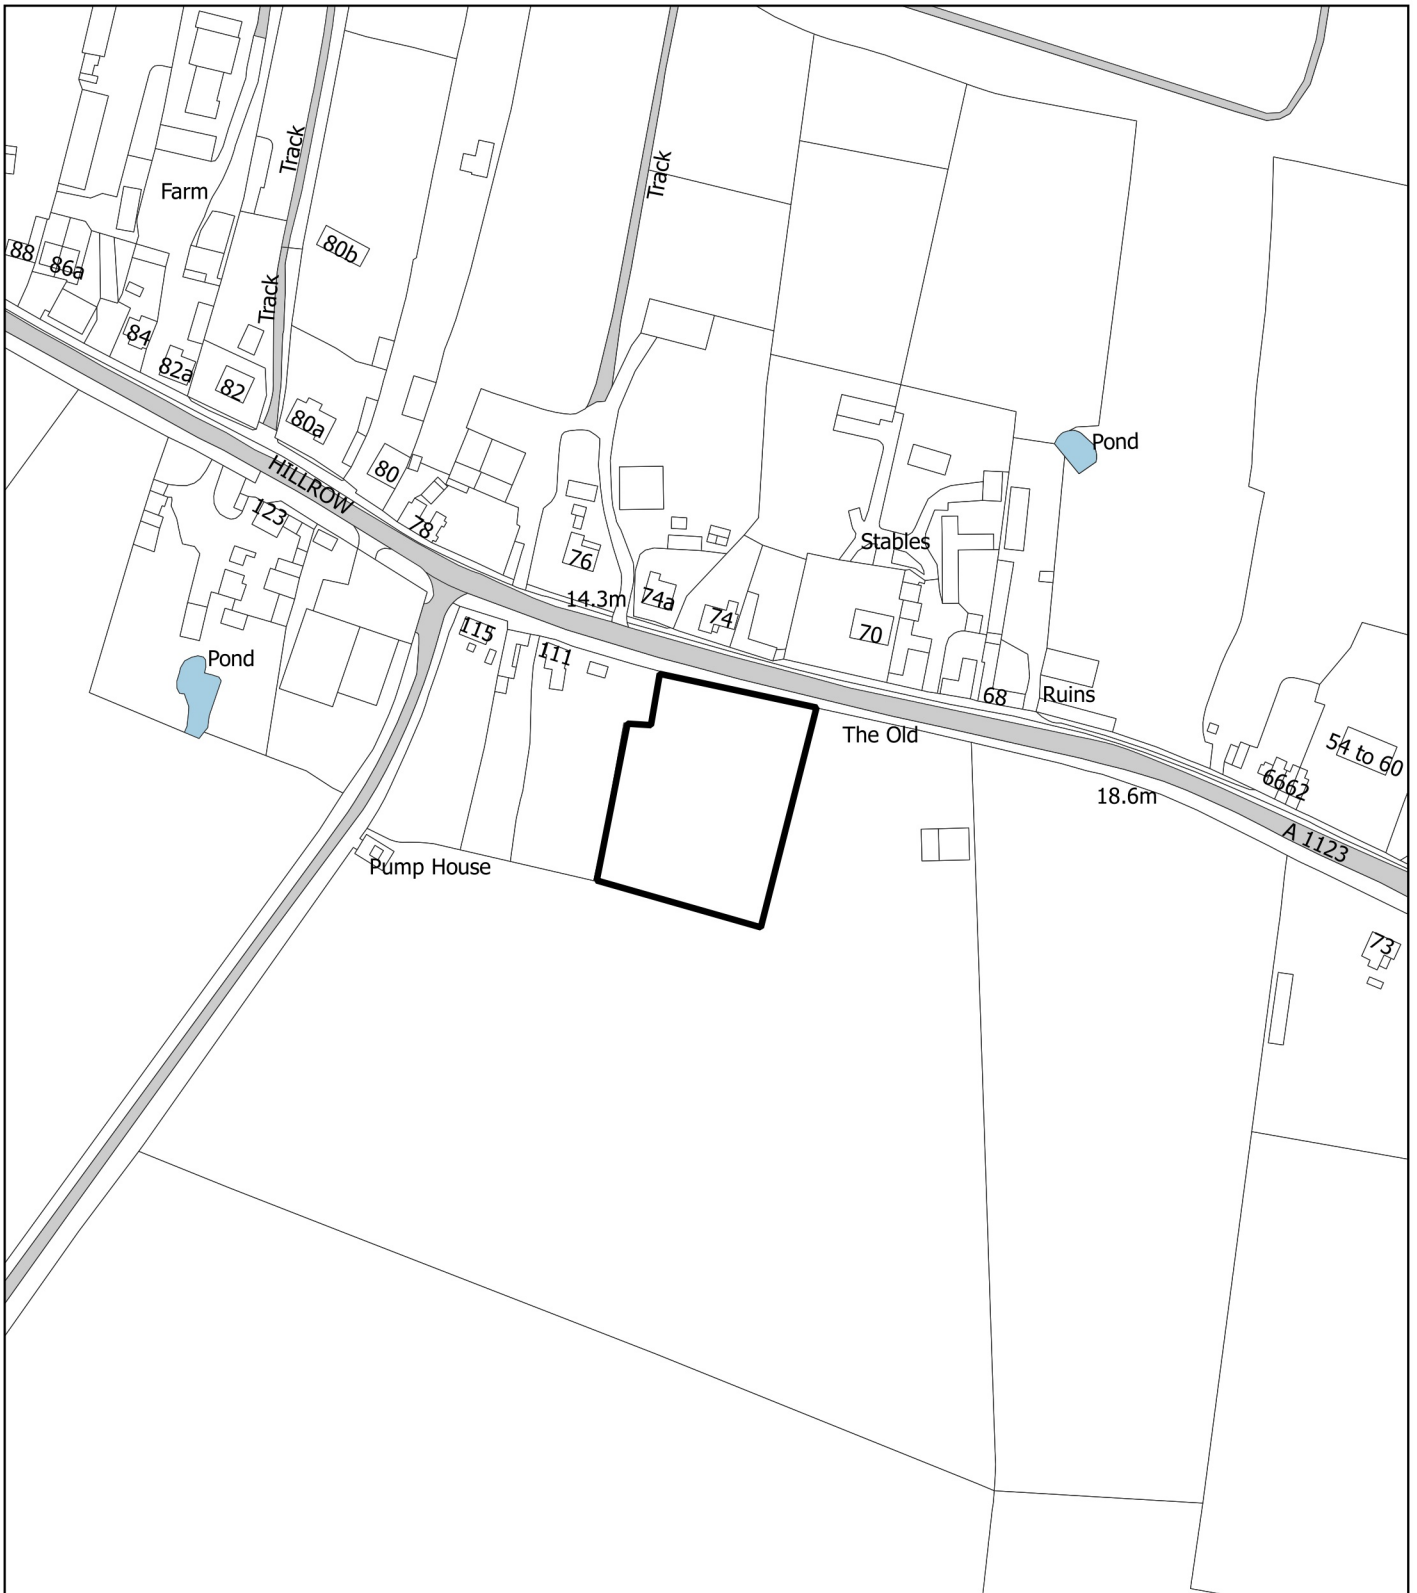 Track
Track
Farm
80b
88
86a
Track
84
82a
82
80a
Pond
80
HILLROW
123
78
Stables
76
14.3m
74a
74
70
115
111
Pond
68
Ruins
The Old
54 to 60
6662
18.6m
A 1123
Pump House
73